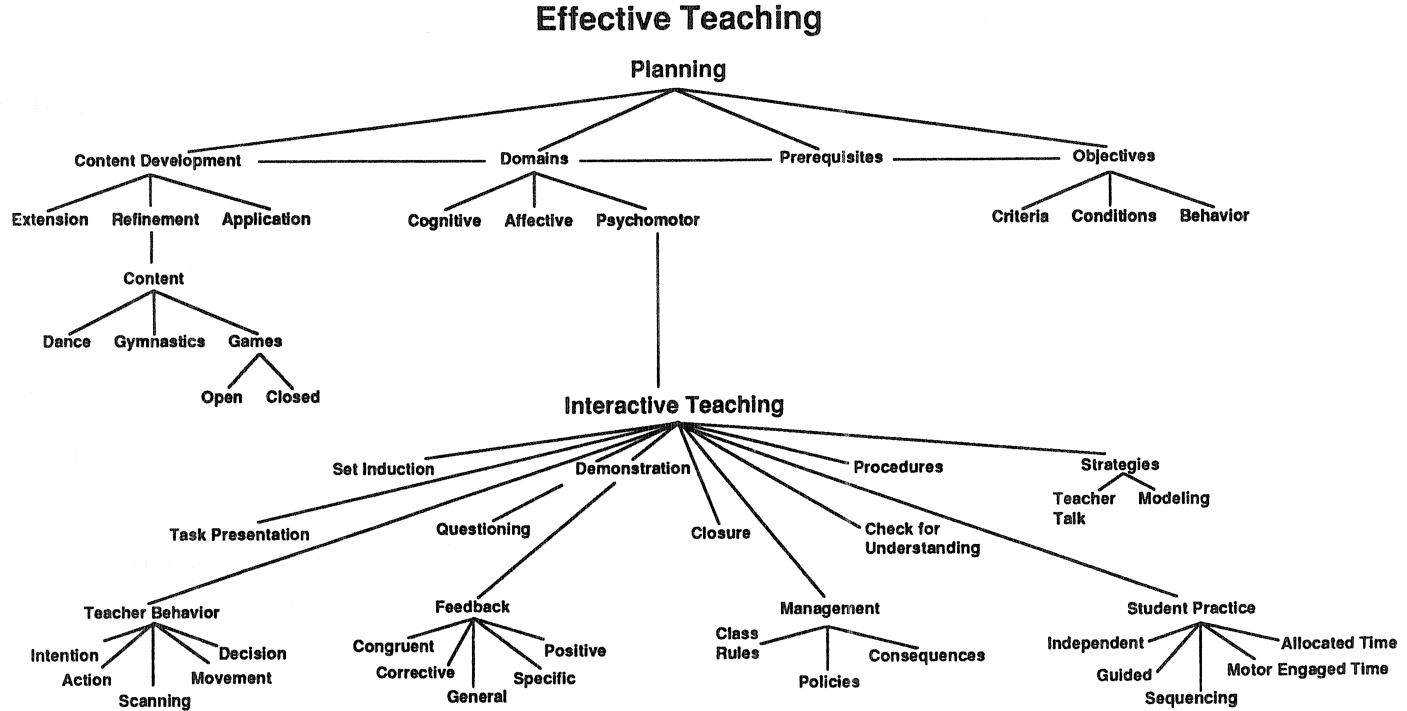 Effective Teaching
Planning
Content Development
Domains
Prerequisites
Objectives
Extension
Refinement
Application
Cognitive
Affective
Psychomotor
Criteria
Conditions
Behavior
Content
Dance
Gymnastics
Games
Open
Closed
Interactive Teaching
Set Induction
Demonstration
Procedures
Strategies
Teacher
Talk
Modeling
Task Presentation
Questioning
Closure
Check for
Understanding
Teacher Behavior
Feedback
Management
Student Practice
Intention
Action
Scanning
Movement
Decision
Congruent
Corrective
General
Specific
Positive
Class
Rules
Policies
Consequences
Independent
Guided
Sequencing
Motor Engaged Time
Allocated Time